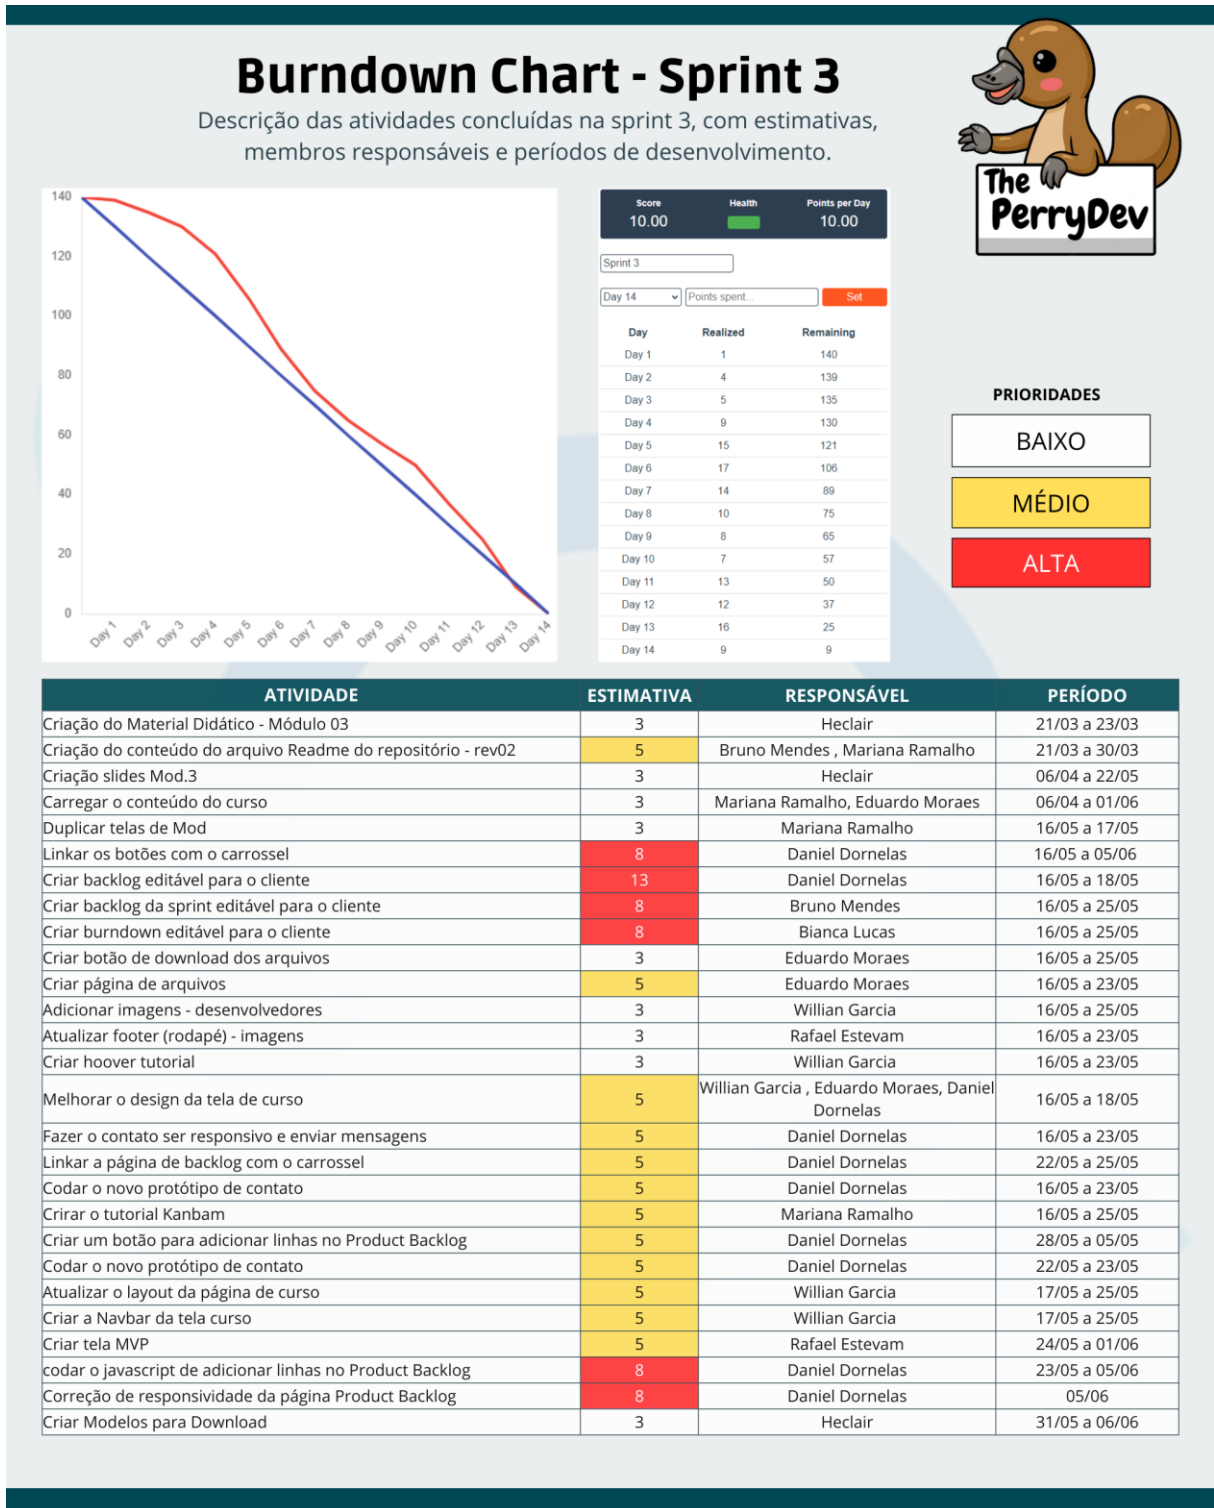 Burndown Chart - Sprint 3
Descrição das atividades concluídas na sprint 3, com estimativas,
membros responsáveis e períodos de desenvolvimento.
The
PerryDev
140
120
100
80
60
40
20
0
Day 1 Day 2 Day 3 Day 4 Day 5 Day 6 Day 7 Day 8 Day 9 Day 10 Day 11 Day 12 Day 13 Day 14
Score Health Points per Day
10.00 10.00
Sprint 3
Day 14 Points spent... Set
Day Realized Remaining
Day 1 1 140
Day 2 4 139
Day 3 5 135
Day 4 9 130
Day 5 15 121
Day 6 17 106
Day 7 14 89
Day 8 10 75
Day 9 8 65
Day 10 7 57
Day 11 13 50
Day 12 12 37
Day 13 16 25
Day 14 9 9
PRIORIDADES
BAIXO
MÉDIO
ALTA
ATIVIDADE ESTIMATIVA RESPONSÁVEL PERÍODO
Criação do Material Didático - Módulo 03 3 Heclair 21/03 a 23/03
Criação do conteúdo do arquivo Readme do repositório - rev02 5 Bruno Mendes , Mariana Ramalho 21/03 a 30/03
Criação slides Mod.3 3 Heclair 06/04 a 22/05
Carregar o conteúdo do curso 3 Mariana Ramalho, Eduardo Moraes 06/04 a 01/06
Duplicar telas de Mod 3 Mariana Ramalho 16/05 a 17/05
Linkar os botões com o carrossel 8 Daniel Dornelas 16/05 a 05/06
Criar backlog editável para o cliente 13 Daniel Dornelas 16/05 a 18/05
Criar backlog da sprint editável para o cliente 8 Bruno Mendes 16/05 a 25/05
Criar burndown editável para o cliente 8 Bianca Lucas 16/05 a 25/05
Criar botão de download dos arquivos 3 Eduardo Moraes 16/05 a 25/05
Criar página de arquivos 5 Eduardo Moraes 16/05 a 23/05
Adicionar imagens - desenvolvedores 3 Willian Garcia 16/05 a 25/05
Atualizar footer (rodapé) - imagens 3 Rafael Estevam 16/05 a 23/05
Criar hoover tutorial 3 Willian Garcia 16/05 a 23/05
Melhorar o design da tela de curso 5 Willian Garcia , Eduardo Moraes, Daniel
Dornelas 16/05 a 18/05
Fazer o contato ser responsivo e enviar mensagens 5 Daniel Dornelas 16/05 a 23/05
Linkar a página de backlog com o carrossel 5 Daniel Dornelas 22/05 a 25/05
Codar o novo protótipo de contato 5 Daniel Dornelas 16/05 a 23/05
Crirar o tutorial Kanbam 5 Mariana Ramalho 16/05 a 25/05
Criar um botão para adicionar linhas no Product Backlog 5 Daniel Dornelas 28/05 a 05/05
Codar o novo protótipo de contato 5 Daniel Dornelas 22/05 a 23/05
Atualizar o layout da página de curso 5 Willian Garcia 17/05 a 25/05
Criar a Navbar da tela curso 5 Willian Garcia 17/05 a 25/05
Criar tela MVP 5 Rafael Estevam 24/05 a 01/06
codar o javascript de adicionar linhas no Product Backlog 8 Daniel Dornelas 23/05 a 05/06
Correção de responsividade da página Product Backlog 8 Daniel Dornelas 05/06
Criar Modelos para Download 3 Heclair 31/05 a 06/06